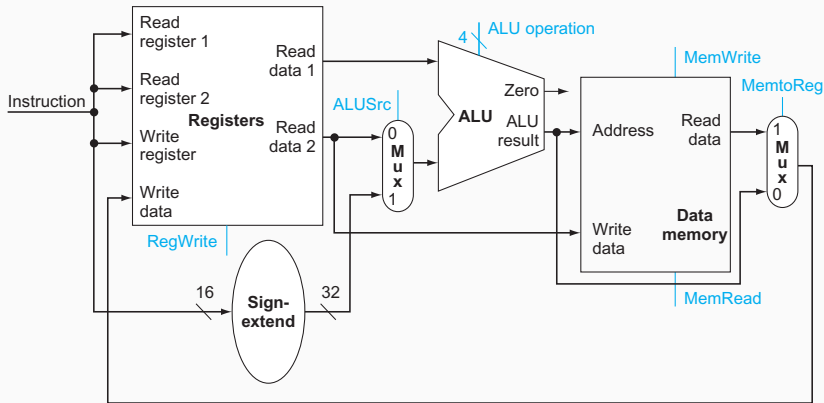 Instruction
Read
register 1
Read
register 2
Write
register
Write
data
Registers
Read
data 1
Read
data 2
RegWrite
16
Sign-
extend
32
ALUSrc
0
M
u
x
1
4
ALU operation
ALU
Zero
ALU
result
MemWrite
Address
Read
data
Write
data
Data
memory
MemRead
MemtoReg
1
M
u
x
0